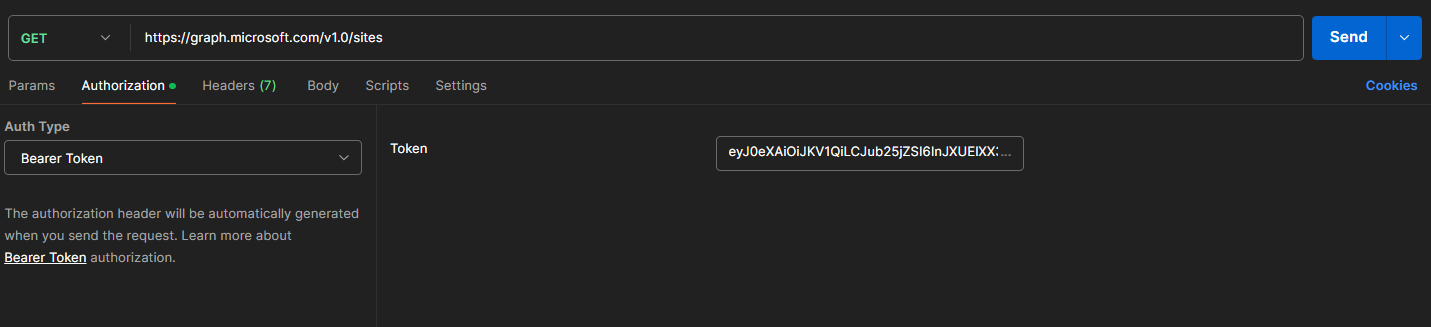 GET https://graph.microsoft.com/v1.0/sites Send
Params Authorization Headers (7) Body Scripts Settings Cookies
Auth Type
Bearer Token
The authorization header will be automatically generated
when you send the request. Learn more about
Bearer Token authorization.
Token